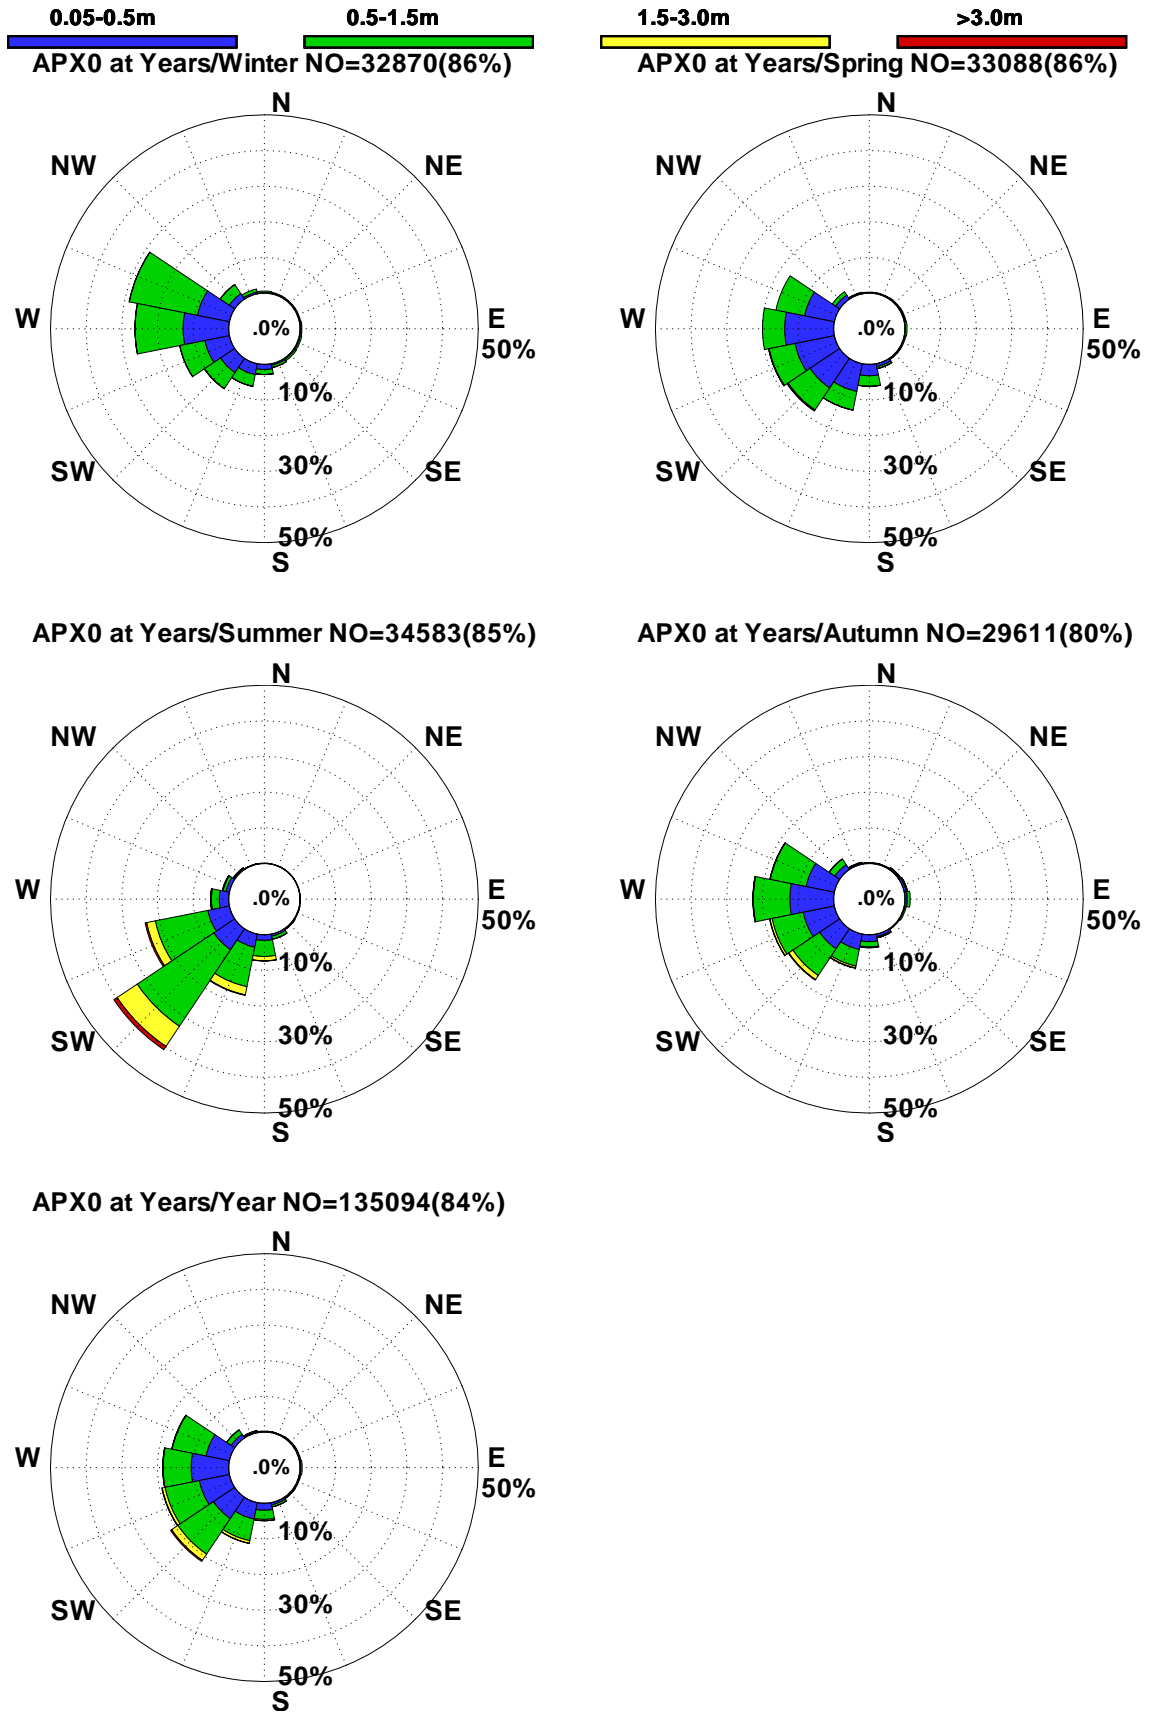 0.05-0.5m 0.5-1.5m 1.5-3.0m >3.0m
APX0 at Years/Winter NO=32870(86%)
N
NW NE
W .0% E
50%
10%
30%
SW SE
50%
S
APX0 at Years/Spring NO=33088(86%)
N
NW NE
W .0% E
50%
10%
30%
SW SE
50%
S
APX0 at Years/Summer NO=34583(85%)
N
NW NE
W .0% E
50%
10%
30%
SW SE
50%
S
APX0 at Years/Autumn NO=29611(80%)
N
NW NE
W .0% E
50%
10%
30%
SW SE
50%
S
APX0 at Years/Year NO=135094(84%)
N
NW NE
W .0% E
50%
10%
30%
SW SE
50%
S